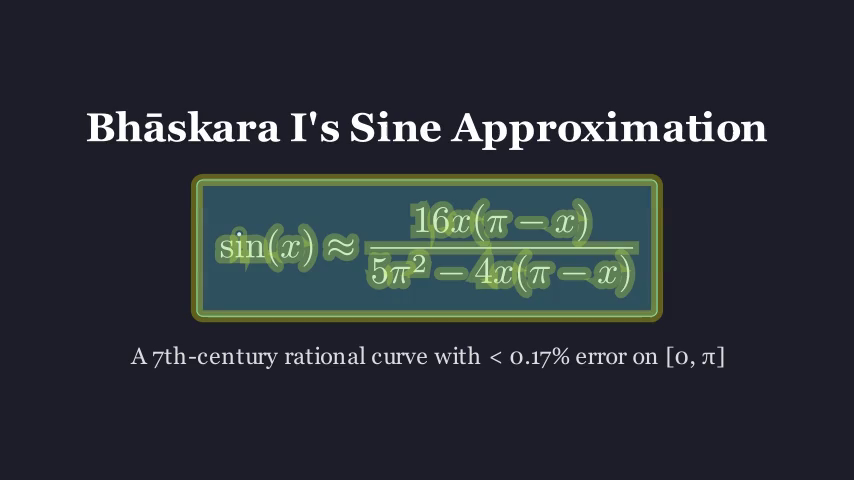 Bhāskara I's Sine Approximation
sin(x) ≈ 16x(π − x) / 5π² − 4x(π − x)
A 7th-century rational curve with < 0.17% error on [0, π]